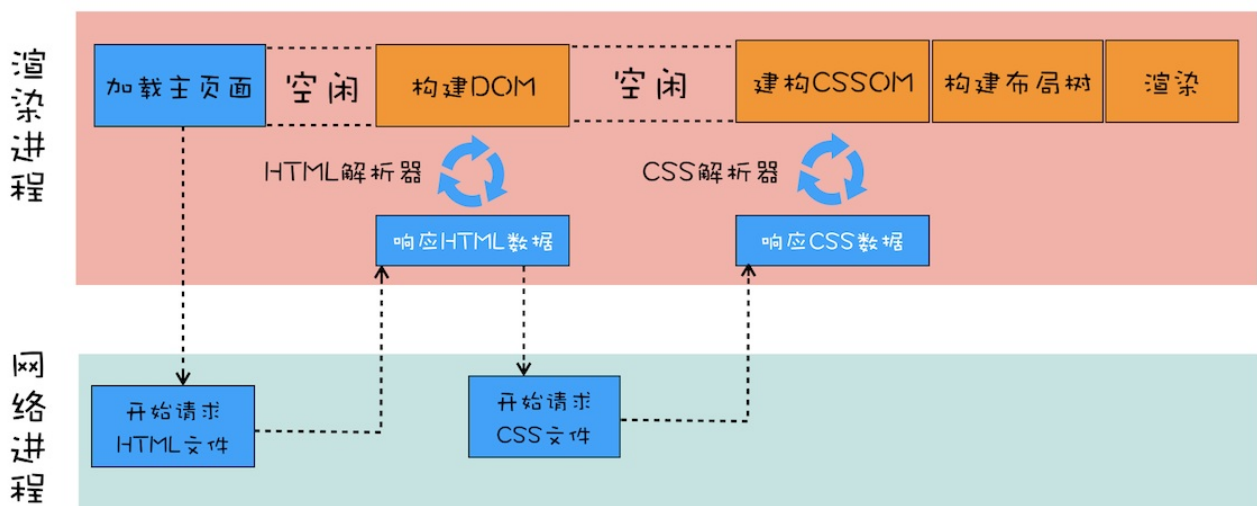 渲染进程
加载主页面
空闲
构建DOM
空闲
建构CSSOM
构建布局树
渲染
HTML解析器
CSS解析器
响应HTML数据
响应CSS数据
网络进程
开始请求
HTML文件
开始请求
CSS文件